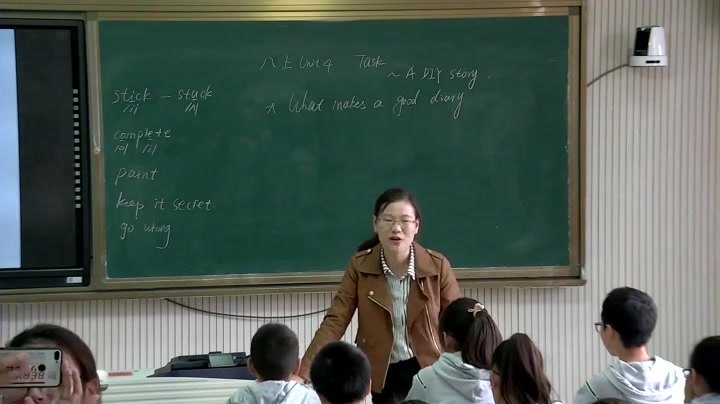 八上 Unit 4 Task
~ A DIY story.
* What makes a good diary
stick — stuck
/ɪ/ /ʌ/
complete
/ə/ /iː/
paint
keep it secret
go wrong